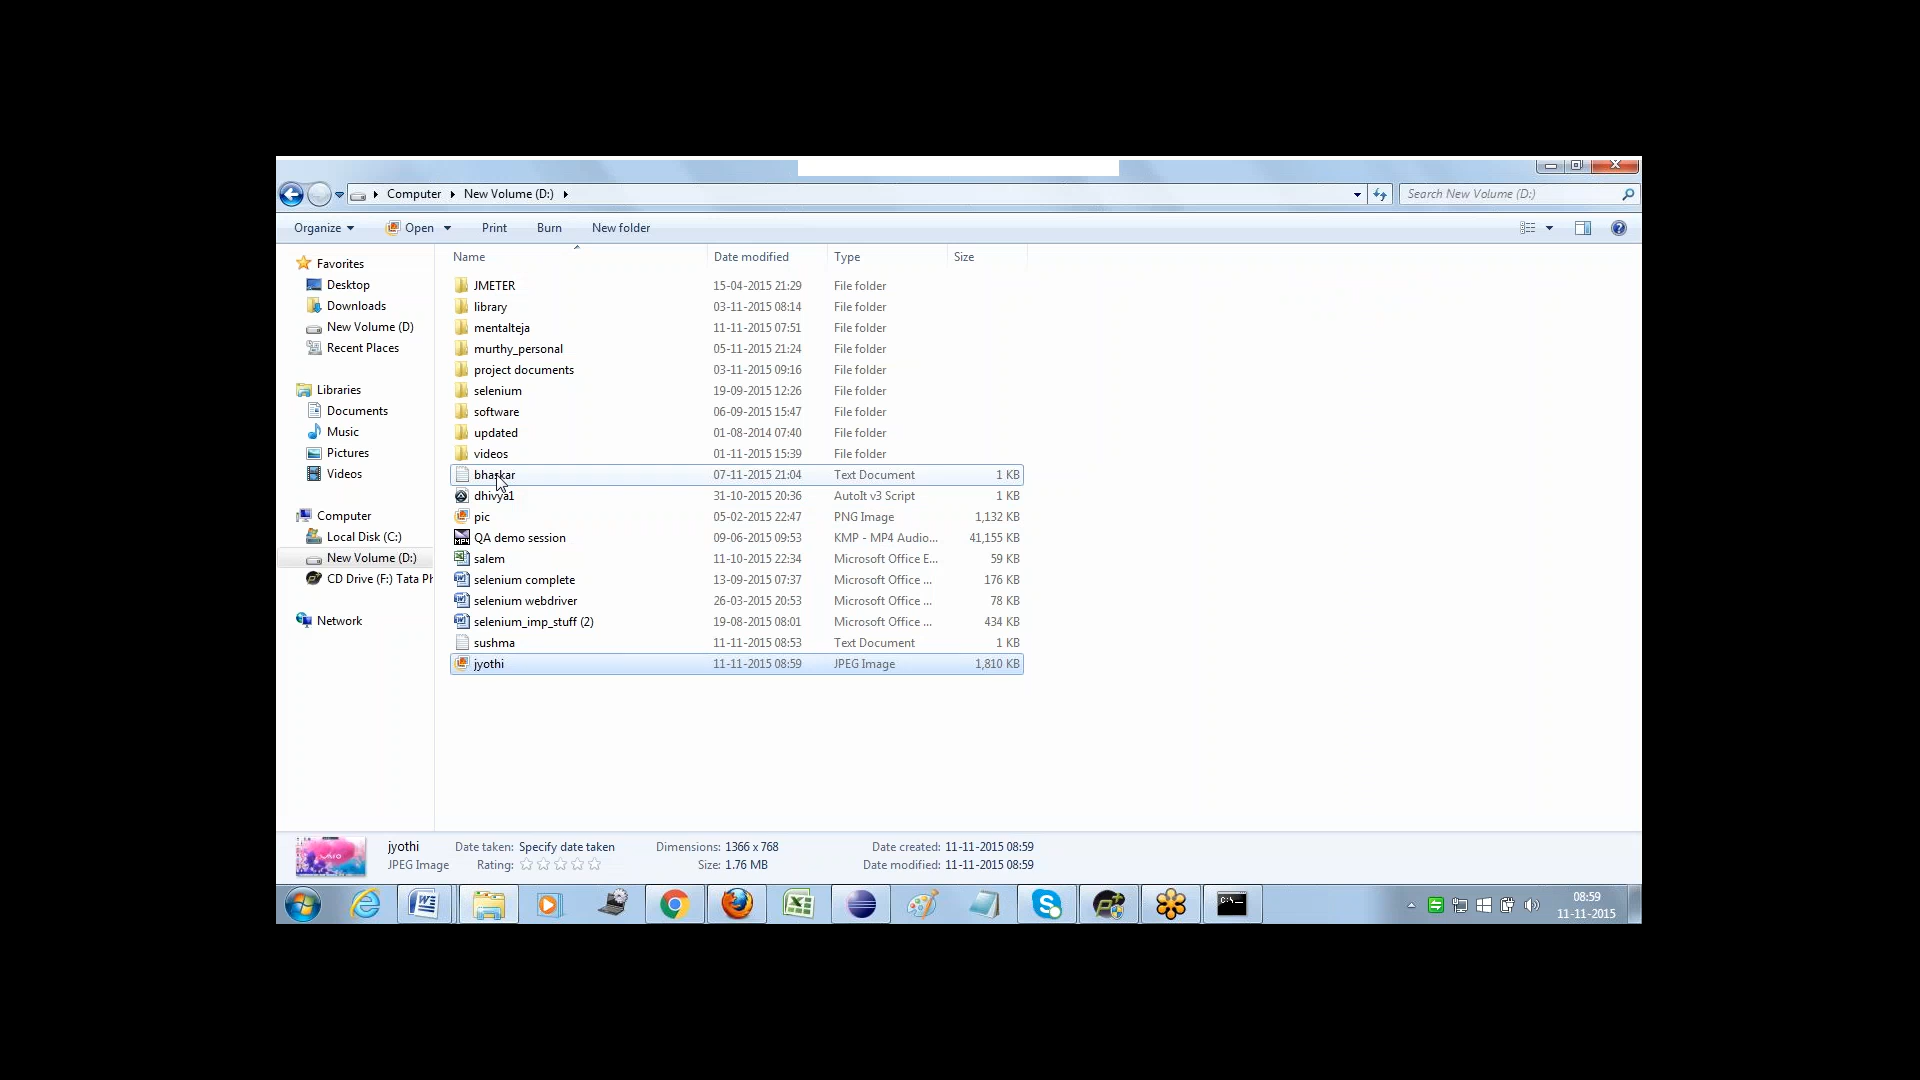 Computer New Volume (D:) Search New Volume (D:)
Organize Open Print Burn New folder
Name Date modified Type Size
Favorites
Desktop
Downloads
New Volume (D)
Recent Places
Libraries
Documents
Music
Pictures
Videos
Computer
Local Disk (C:)
New Volume (D:)
CD Drive (F:) Tata Ph
Network
JMETER 15-04-2015 21:29 File folder
library 03-11-2015 08:14 File folder
mentalteja 11-11-2015 07:51 File folder
murthy_personal 05-11-2015 21:24 File folder
project documents 03-11-2015 09:16 File folder
selenium 19-09-2015 12:26 File folder
software 06-09-2015 15:47 File folder
updated 01-08-2014 07:40 File folder
videos 01-11-2015 15:39 File folder
bhaskar 07-11-2015 21:04 Text Document 1 KB
dhivya1 31-10-2015 20:36 AutoIt v3 Script 1 KB
pic 05-02-2015 22:47 PNG Image 1,132 KB
QA demo session 09-06-2015 09:53 KMP - MP4 Audio... 41,155 KB
salem 11-10-2015 22:34 Microsoft Office E... 59 KB
selenium complete 13-09-2015 07:37 Microsoft Office ... 176 KB
selenium webdriver 26-03-2015 20:53 Microsoft Office ... 78 KB
selenium_imp_stuff (2) 19-08-2015 08:01 Microsoft Office ... 434 KB
sushma 11-11-2015 08:53 Text Document 1 KB
jyothi 11-11-2015 08:59 JPEG Image 1,810 KB
jyothi Date taken: Specify date taken Dimensions: 1366 x 768 Date created: 11-11-2015 08:59
JPEG Image Rating: Size: 1.76 MB Date modified: 11-11-2015 08:59
08:59
11-11-2015